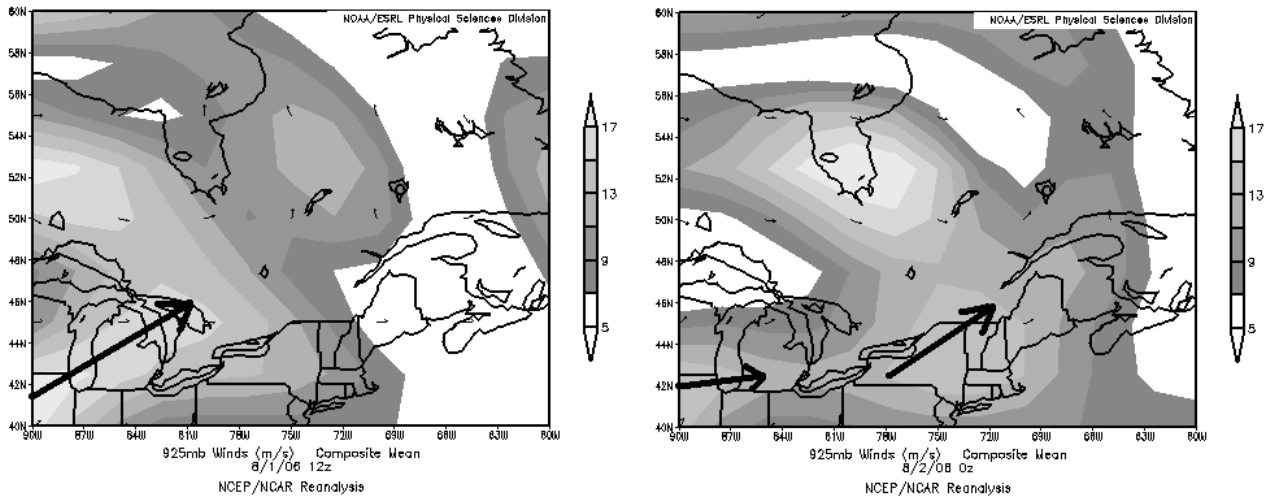 NOAA/ESRL Physical Sciences Division
60N
58N
56N
54N
52N
50N
48N
46N
44N
42N
40N
90W 87W 84W 81W 78W 75W 72W 69W 66W 63W 60W
17
13
9
5
925mb Winds (m/s) Composite Mean
8/1/06 12z
NCEP/NCAR Reanalysis
NOAA/ESRL Physical Sciences Division
60N
58N
56N
54N
52N
50N
48N
46N
44N
42N
40N
90W 87W 84W 81W 78W 75W 72W 69W 66W 63W 60W
17
13
9
5
925mb Winds (m/s) Composite Mean
8/2/06 0z
NCEP/NCAR Reanalysis